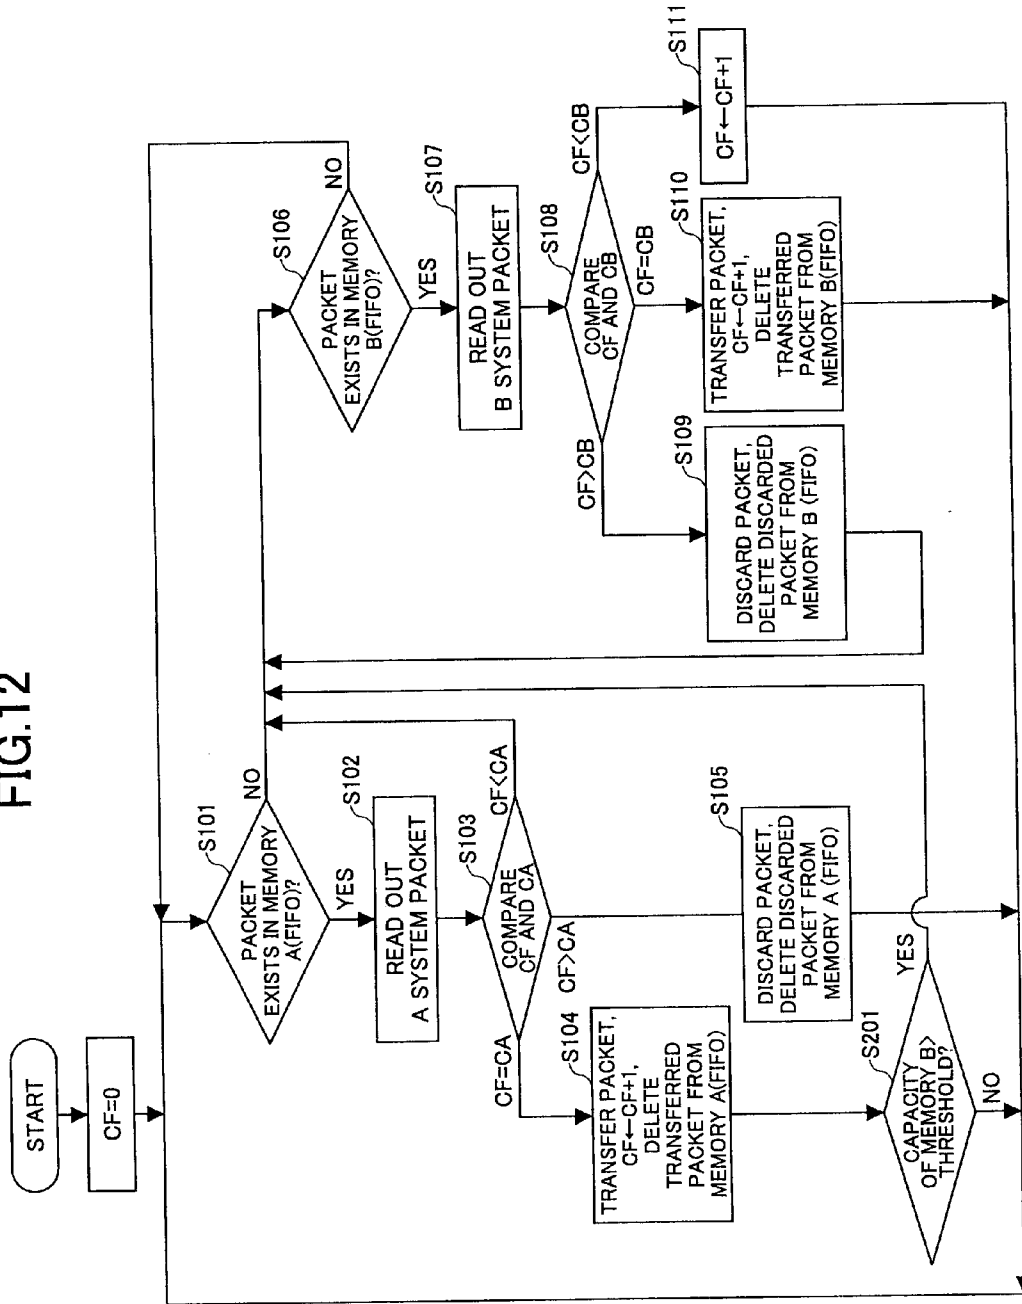 FIG.12
START
CF=0
S101
PACKET
EXISTS IN MEMORY
A(FIFO)?
NO
YES
S102
READ OUT
A SYSTEM PACKET
S103
COMPARE
CF AND CA
CF=CA
CF>CA
CF<CA
S104
TRANSFER PACKET,
CF←CF+1,
DELETE
TRANSFERRED
PACKET FROM
MEMORY A(FIFO)
S105
DISCARD PACKET,
DELETE DISCARDED
PACKET FROM
MEMORY A (FIFO)
S201
CAPACITY
OF MEMORY B>
THRESHOLD?
YES
NO
S106
PACKET
EXISTS IN MEMORY
B(FIFO)?
NO
YES
S107
READ OUT
B SYSTEM PACKET
S108
COMPARE
CF AND CB
CF>CB
CF=CB
CF<CB
S109
DISCARD PACKET,
DELETE DISCARDED
PACKET FROM
MEMORY B (FIFO)
S110
TRANSFER PACKET,
CF←CF+1,
DELETE
TRANSFERRED
PACKET FROM
MEMORY B(FIFO)
S111
CF←CF+1